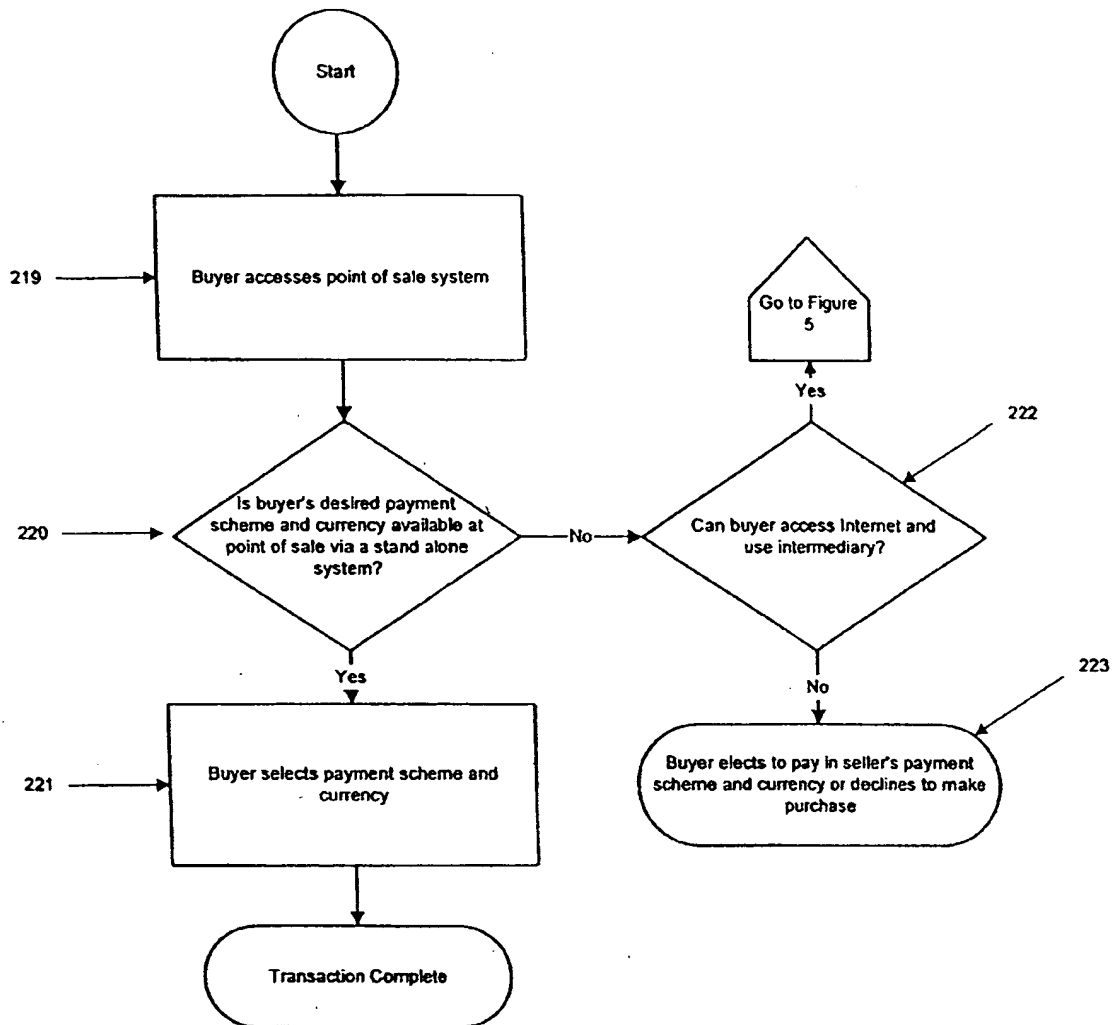 Start
219
Buyer accesses point of sale system
Go to Figure
5
Yes
222
220
Is buyer's desired payment
scheme and currency available at
point of sale via a stand alone
system?
No
Can buyer access Internet and
use intermediary?
Yes
No
223
221
Buyer selects payment scheme and
currency
Buyer elects to pay in seller's payment
scheme and currency or declines to make
purchase
Transaction Complete